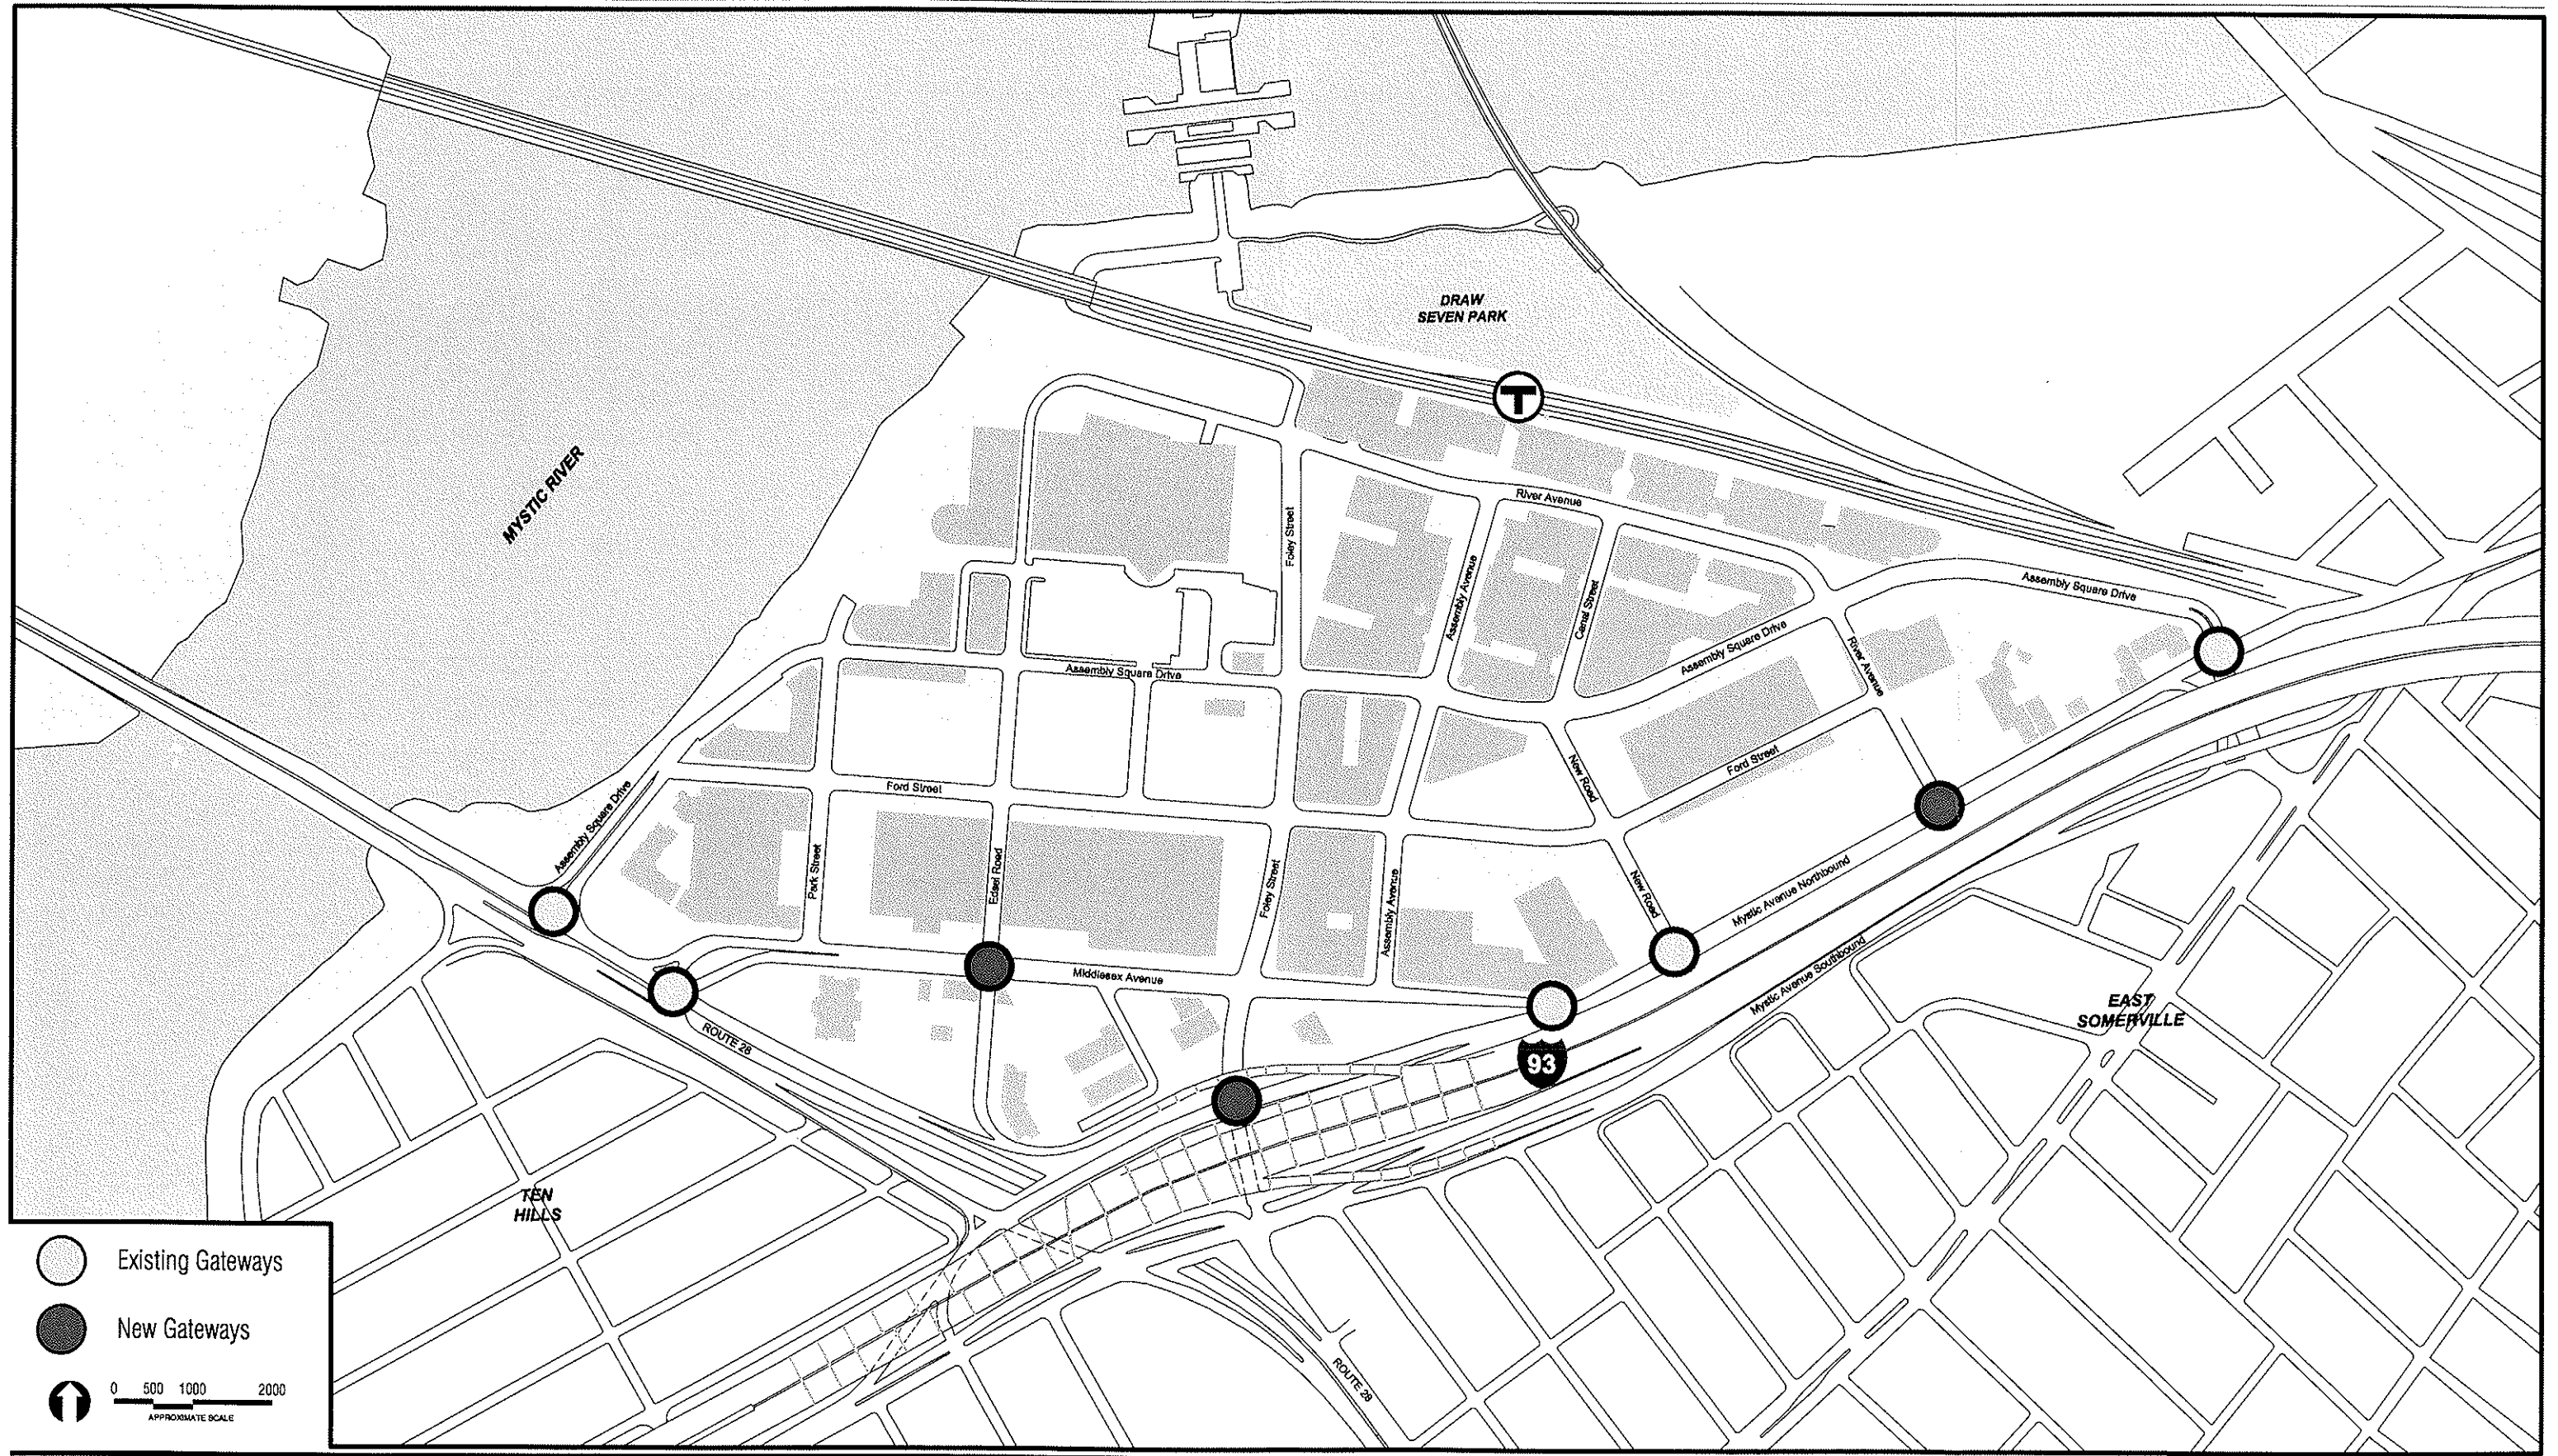 DRAW
SEVEN PARK
T
MYSTIC RIVER
River Avenue
Foley Street
Assembly Avenue
Canal Street
Assembly Square Drive
Assembly Square Drive
River Avenue
Assembly Square Drive
New Road
Ford Street
Ford Street
Assembly Square Drive
Park Street
Edsel Road
Foley Street
Assembly Avenue
New Road
Mystic Avenue Northbound
Middlesex Avenue
Mystic Avenue Southbound
EAST
SOMERVILLE
ROUTE 28
93
TEN
HILLS
ROUTE 28
Existing Gateways
New Gateways
0 500 1000 2000
APPROXIMATE SCALE